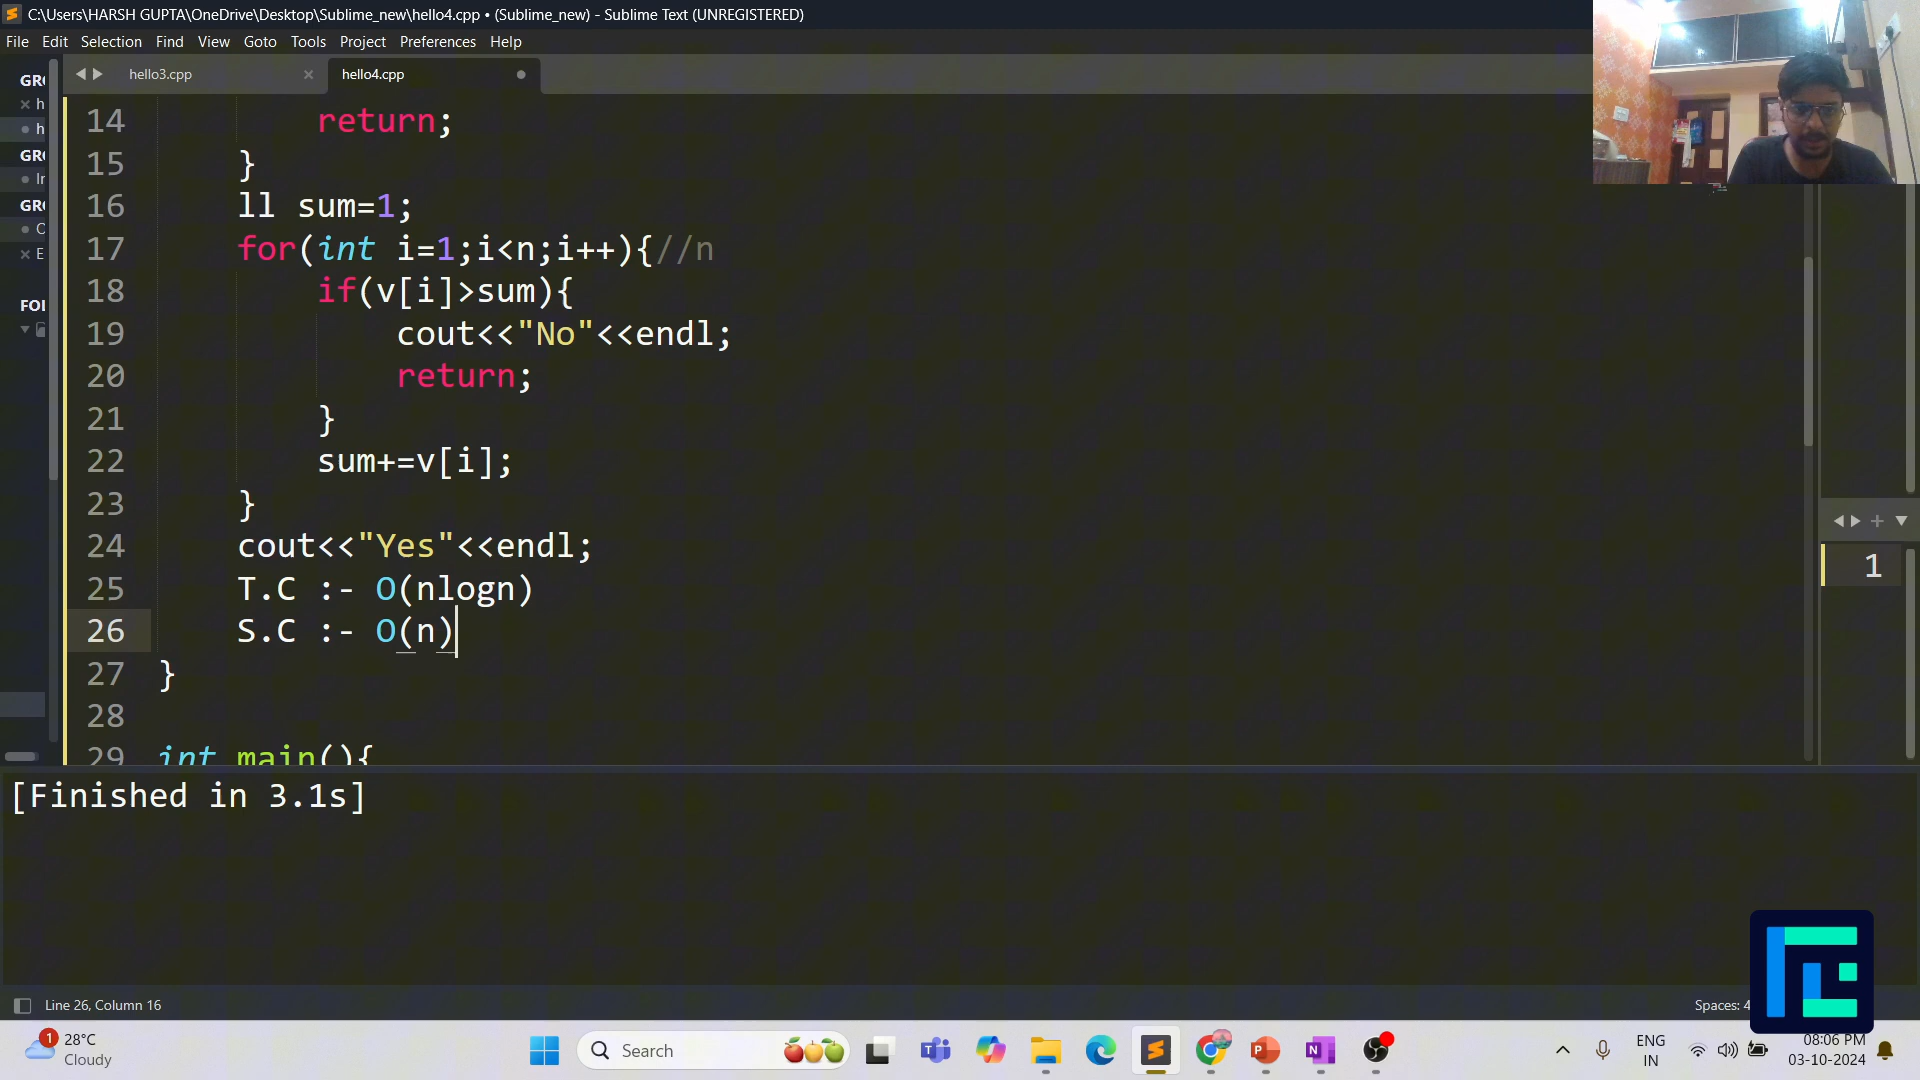 C:\Users\HARSH GUPTA\OneDrive\Desktop\Sublime_new\hello4.cpp • (Sublime_new) - Sublime Text (UNREGISTERED)
File Edit Selection Find View Goto Tools Project Preferences Help
hello3.cpp × hello4.cpp
14 return;
15 }
16 ll sum=1;
17 for(int i=1;i<n;i++){//n
18 if(v[i]>sum){
19 cout<<"No"<<endl;
20 return;
21 }
22 sum+=v[i];
23 }
24 cout<<"Yes"<<endl;
25 T.C :- O(nlogn)
26 S.C :- O(n)
27 }
28
29 int main(){
1
[Finished in 3.1s]
Line 26, Column 16
Spaces: 4
1
28°C
Cloudy
Search
ENG
IN
08:06 PM
03-10-2024